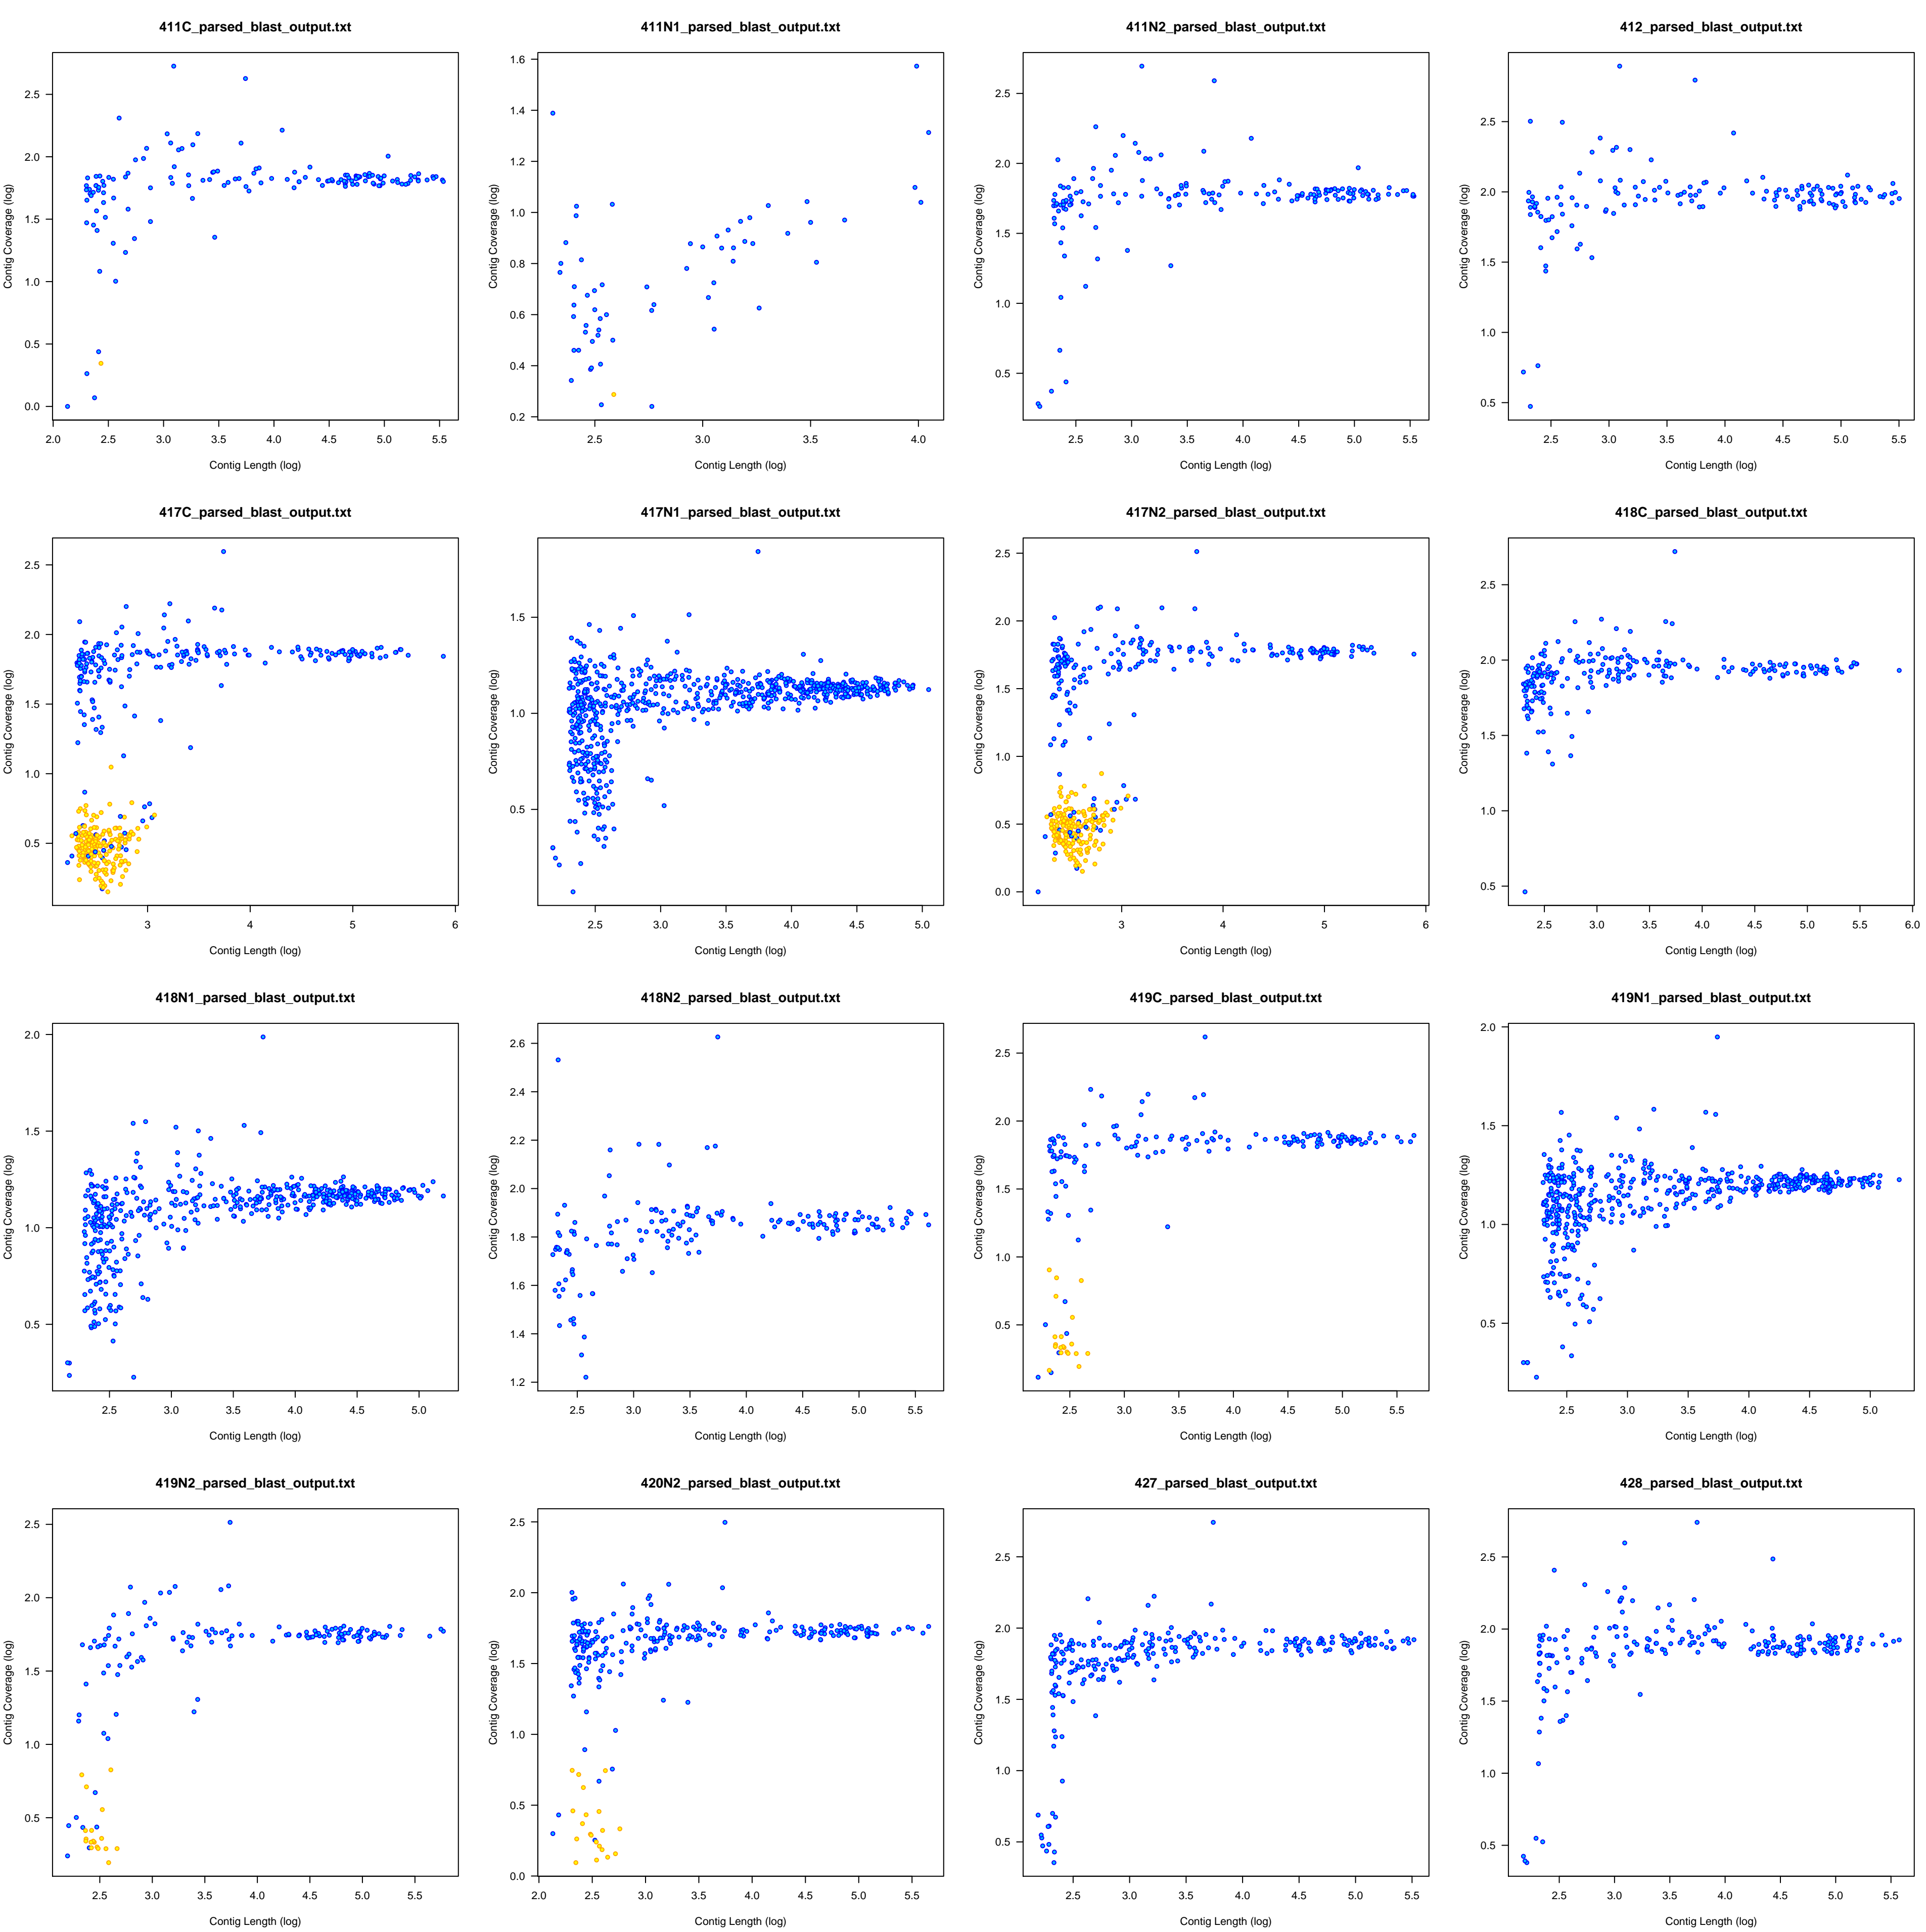 411C_parsed_blast_output.txt
Contig Coverage (log)
2.5
2.0
1.5
1.0
0.5
0.0
2.0 2.5 3.0 3.5 4.0 4.5 5.0 5.5
Contig Length (log)
411N1_parsed_blast_output.txt
Contig Coverage (log)
1.6
1.4
1.2
1.0
0.8
0.6
0.4
0.2
2.5 3.0 3.5 4.0
Contig Length (log)
411N2_parsed_blast_output.txt
Contig Coverage (log)
2.5
2.0
1.5
1.0
0.5
2.5 3.0 3.5 4.0 4.5 5.0 5.5
Contig Length (log)
412_parsed_blast_output.txt
Contig Coverage (log)
2.5
2.0
1.5
1.0
0.5
2.5 3.0 3.5 4.0 4.5 5.0 5.5
Contig Length (log)
417C_parsed_blast_output.txt
Contig Coverage (log)
2.5
2.0
1.5
1.0
0.5
3 4 5 6
Contig Length (log)
417N1_parsed_blast_output.txt
Contig Coverage (log)
1.5
1.0
0.5
2.5 3.0 3.5 4.0 4.5 5.0
Contig Length (log)
417N2_parsed_blast_output.txt
Contig Coverage (log)
2.5
2.0
1.5
1.0
0.5
0.0
3 4 5 6
Contig Length (log)
418C_parsed_blast_output.txt
Contig Coverage (log)
2.5
2.0
1.5
1.0
0.5
2.5 3.0 3.5 4.0 4.5 5.0 5.5 6.0
Contig Length (log)
418N1_parsed_blast_output.txt
Contig Coverage (log)
2.0
1.5
1.0
0.5
2.5 3.0 3.5 4.0 4.5 5.0
Contig Length (log)
418N2_parsed_blast_output.txt
Contig Coverage (log)
2.6
2.4
2.2
2.0
1.8
1.6
1.4
1.2
2.5 3.0 3.5 4.0 4.5 5.0 5.5
Contig Length (log)
419C_parsed_blast_output.txt
Contig Coverage (log)
2.5
2.0
1.5
1.0
0.5
2.5 3.0 3.5 4.0 4.5 5.0 5.5
Contig Length (log)
419N1_parsed_blast_output.txt
Contig Coverage (log)
2.0
1.5
1.0
0.5
2.5 3.0 3.5 4.0 4.5 5.0
Contig Length (log)
419N2_parsed_blast_output.txt
Contig Coverage (log)
2.5
2.0
1.5
1.0
0.5
2.5 3.0 3.5 4.0 4.5 5.0 5.5
Contig Length (log)
420N2_parsed_blast_output.txt
Contig Coverage (log)
2.5
2.0
1.5
1.0
0.5
0.0
2.0 2.5 3.0 3.5 4.0 4.5 5.0 5.5
Contig Length (log)
427_parsed_blast_output.txt
Contig Coverage (log)
2.5
2.0
1.5
1.0
0.5
2.5 3.0 3.5 4.0 4.5 5.0 5.5
Contig Length (log)
428_parsed_blast_output.txt
Contig Coverage (log)
2.5
2.0
1.5
1.0
0.5
2.5 3.0 3.5 4.0 4.5 5.0 5.5
Contig Length (log)